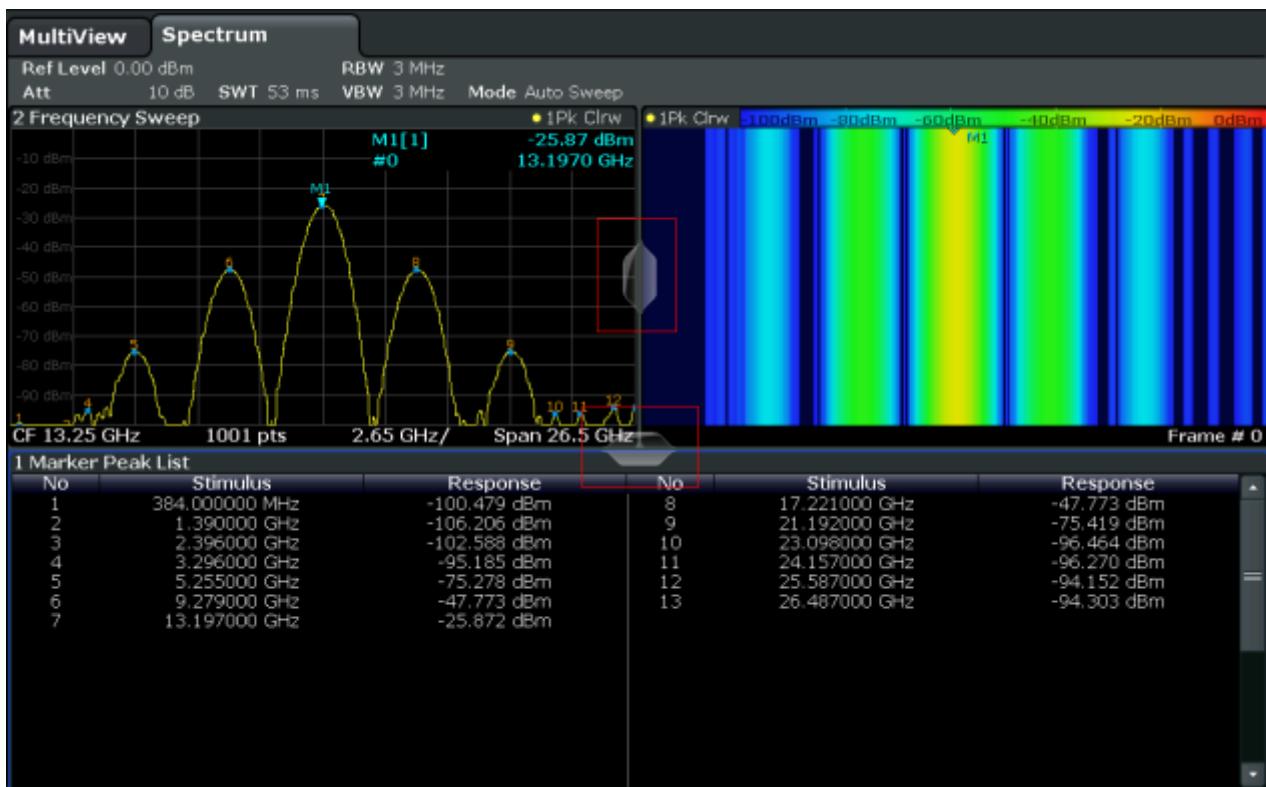 MultiView Spectrum
Ref Level 0.00 dBm RBW 3 MHz
Att 10 dB SWT 53 ms VBW 3 MHz Mode Auto Sweep
2 Frequency Sweep 1Pk Clrw
M1[1] -25.87 dBm
#0 13.1970 GHz
-10 dBm
-20 dBm
M1
-30 dBm
-40 dBm
6 8
-50 dBm
-60 dBm
-70 dBm
5 9
-80 dBm
-90 dBm
1 4 10 11 12
CF 13.25 GHz 1001 pts 2.65 GHz/ Span 26.5 GHz
1Pk Clrw -100dBm -80dBm -60dBm -40dBm -20dBm 0dBm
M1
Frame # 0
1 Marker Peak List
No Stimulus Response No Stimulus Response
1 384.000000 MHz -100.479 dBm 8 17.221000 GHz -47.773 dBm
2 1.390000 GHz -106.206 dBm 9 21.192000 GHz -75.419 dBm
3 2.396000 GHz -102.588 dBm 10 23.098000 GHz -96.464 dBm
4 3.296000 GHz -95.185 dBm 11 24.157000 GHz -96.270 dBm
5 5.255000 GHz -75.278 dBm 12 25.587000 GHz -94.152 dBm
6 9.279000 GHz -47.773 dBm 13 26.487000 GHz -94.303 dBm
7 13.197000 GHz -25.872 dBm